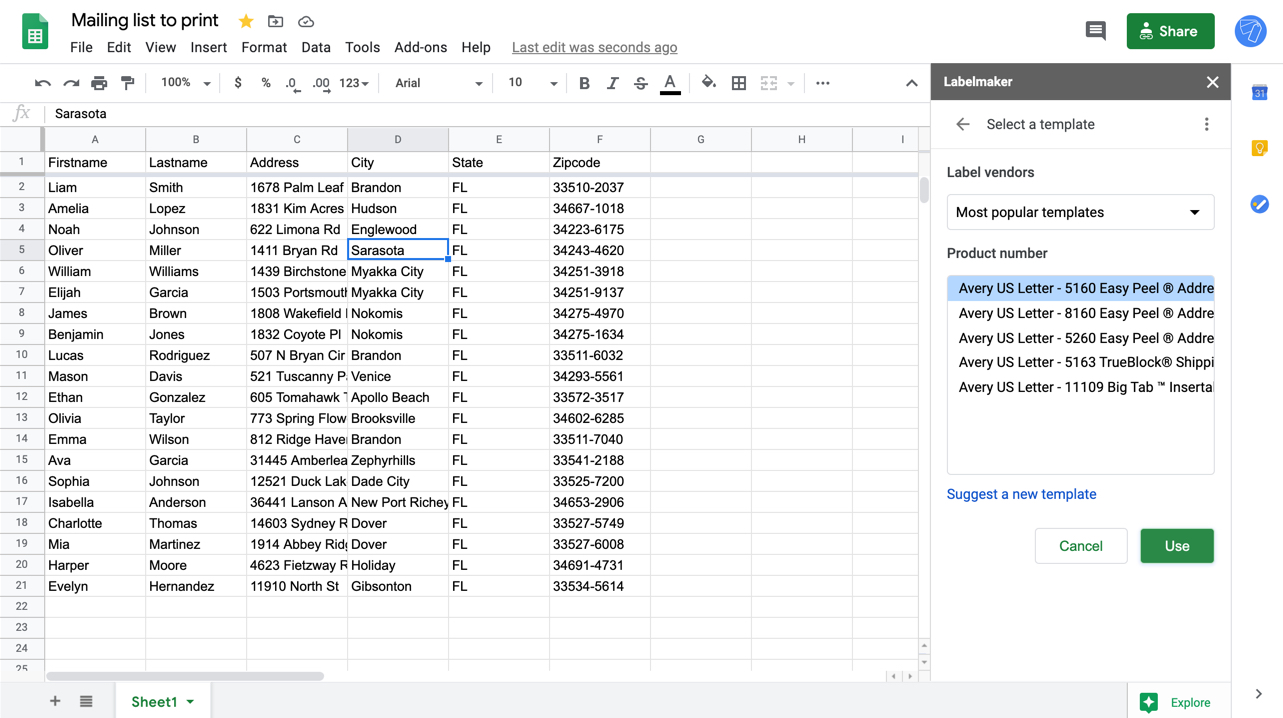 Mailing list to print
File Edit View Insert Format Data Tools Add-ons Help Last edit was seconds ago
Share
100% $ % .0 .00 123 Arial 10 B I S A
fx Sarasota
A B C D E F G H I
1 Firstname Lastname Address City State Zipcode
2 Liam Smith 1678 Palm Leaf Brandon FL 33510-2037
3 Amelia Lopez 1831 Kim Acres Hudson FL 34667-1018
4 Noah Johnson 622 Limona Rd Englewood FL 34223-6175
5 Oliver Miller 1411 Bryan Rd Sarasota FL 34243-4620
6 William Williams 1439 Birchstone Myakka City FL 34251-3918
7 Elijah Garcia 1503 Portsmouth Myakka City FL 34251-9137
8 James Brown 1808 Wakefield Nokomis FL 34275-4970
9 Benjamin Jones 1832 Coyote Pl Nokomis FL 34275-1634
10 Lucas Rodriguez 507 N Bryan Cir Brandon FL 33511-6032
11 Mason Davis 521 Tuscanny P Venice FL 34293-5561
12 Ethan Gonzalez 605 Tomahawk T Apollo Beach FL 33572-3517
13 Olivia Taylor 773 Spring Flow Brooksville FL 34602-6285
14 Emma Wilson 812 Ridge Have Brandon FL 33511-7040
15 Ava Garcia 31445 Amberlea Zephyrhills FL 33541-2188
16 Sophia Johnson 12521 Duck Lak Dade City FL 33525-7200
17 Isabella Anderson 36441 Lanson A New Port Richey FL 34653-2906
18 Charlotte Thomas 14603 Sydney R Dover FL 33527-5749
19 Mia Martinez 1914 Abbey Ridg Dover FL 33527-6008
20 Harper Moore 4623 Fietzway R Holiday FL 34691-4731
21 Evelyn Hernandez 11910 North St Gibsonton FL 33534-5614
22
23
24
25
Sheet1
Explore
Labelmaker
Select a template
Label vendors
Most popular templates
Product number
Avery US Letter - 5160 Easy Peel ® Addre
Avery US Letter - 8160 Easy Peel ® Addre
Avery US Letter - 5260 Easy Peel ® Addre
Avery US Letter - 5163 TrueBlock® Shippi
Avery US Letter - 11109 Big Tab ™ Inserta
Suggest a new template
Cancel Use
31